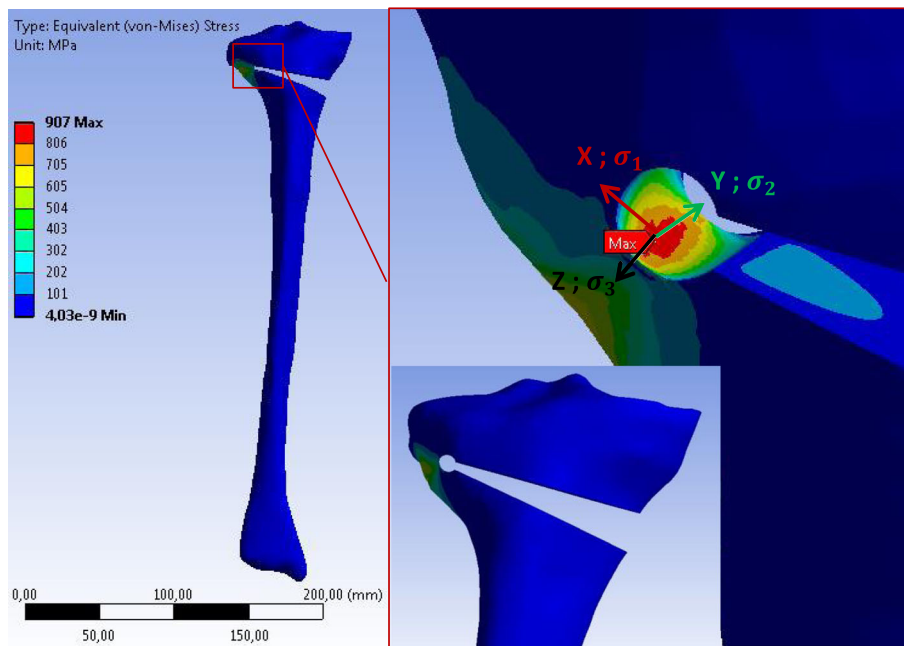 Type: Equivalent (von-Mises) Stress
Unit: MPa
907 Max
806
705
605
504
403
302
202
101
4,03e-9 Min
X ; σ₁
Y ; σ₂
Max
Z ; σ₃
0,00
100,00
200,00 (mm)
50,00
150,00